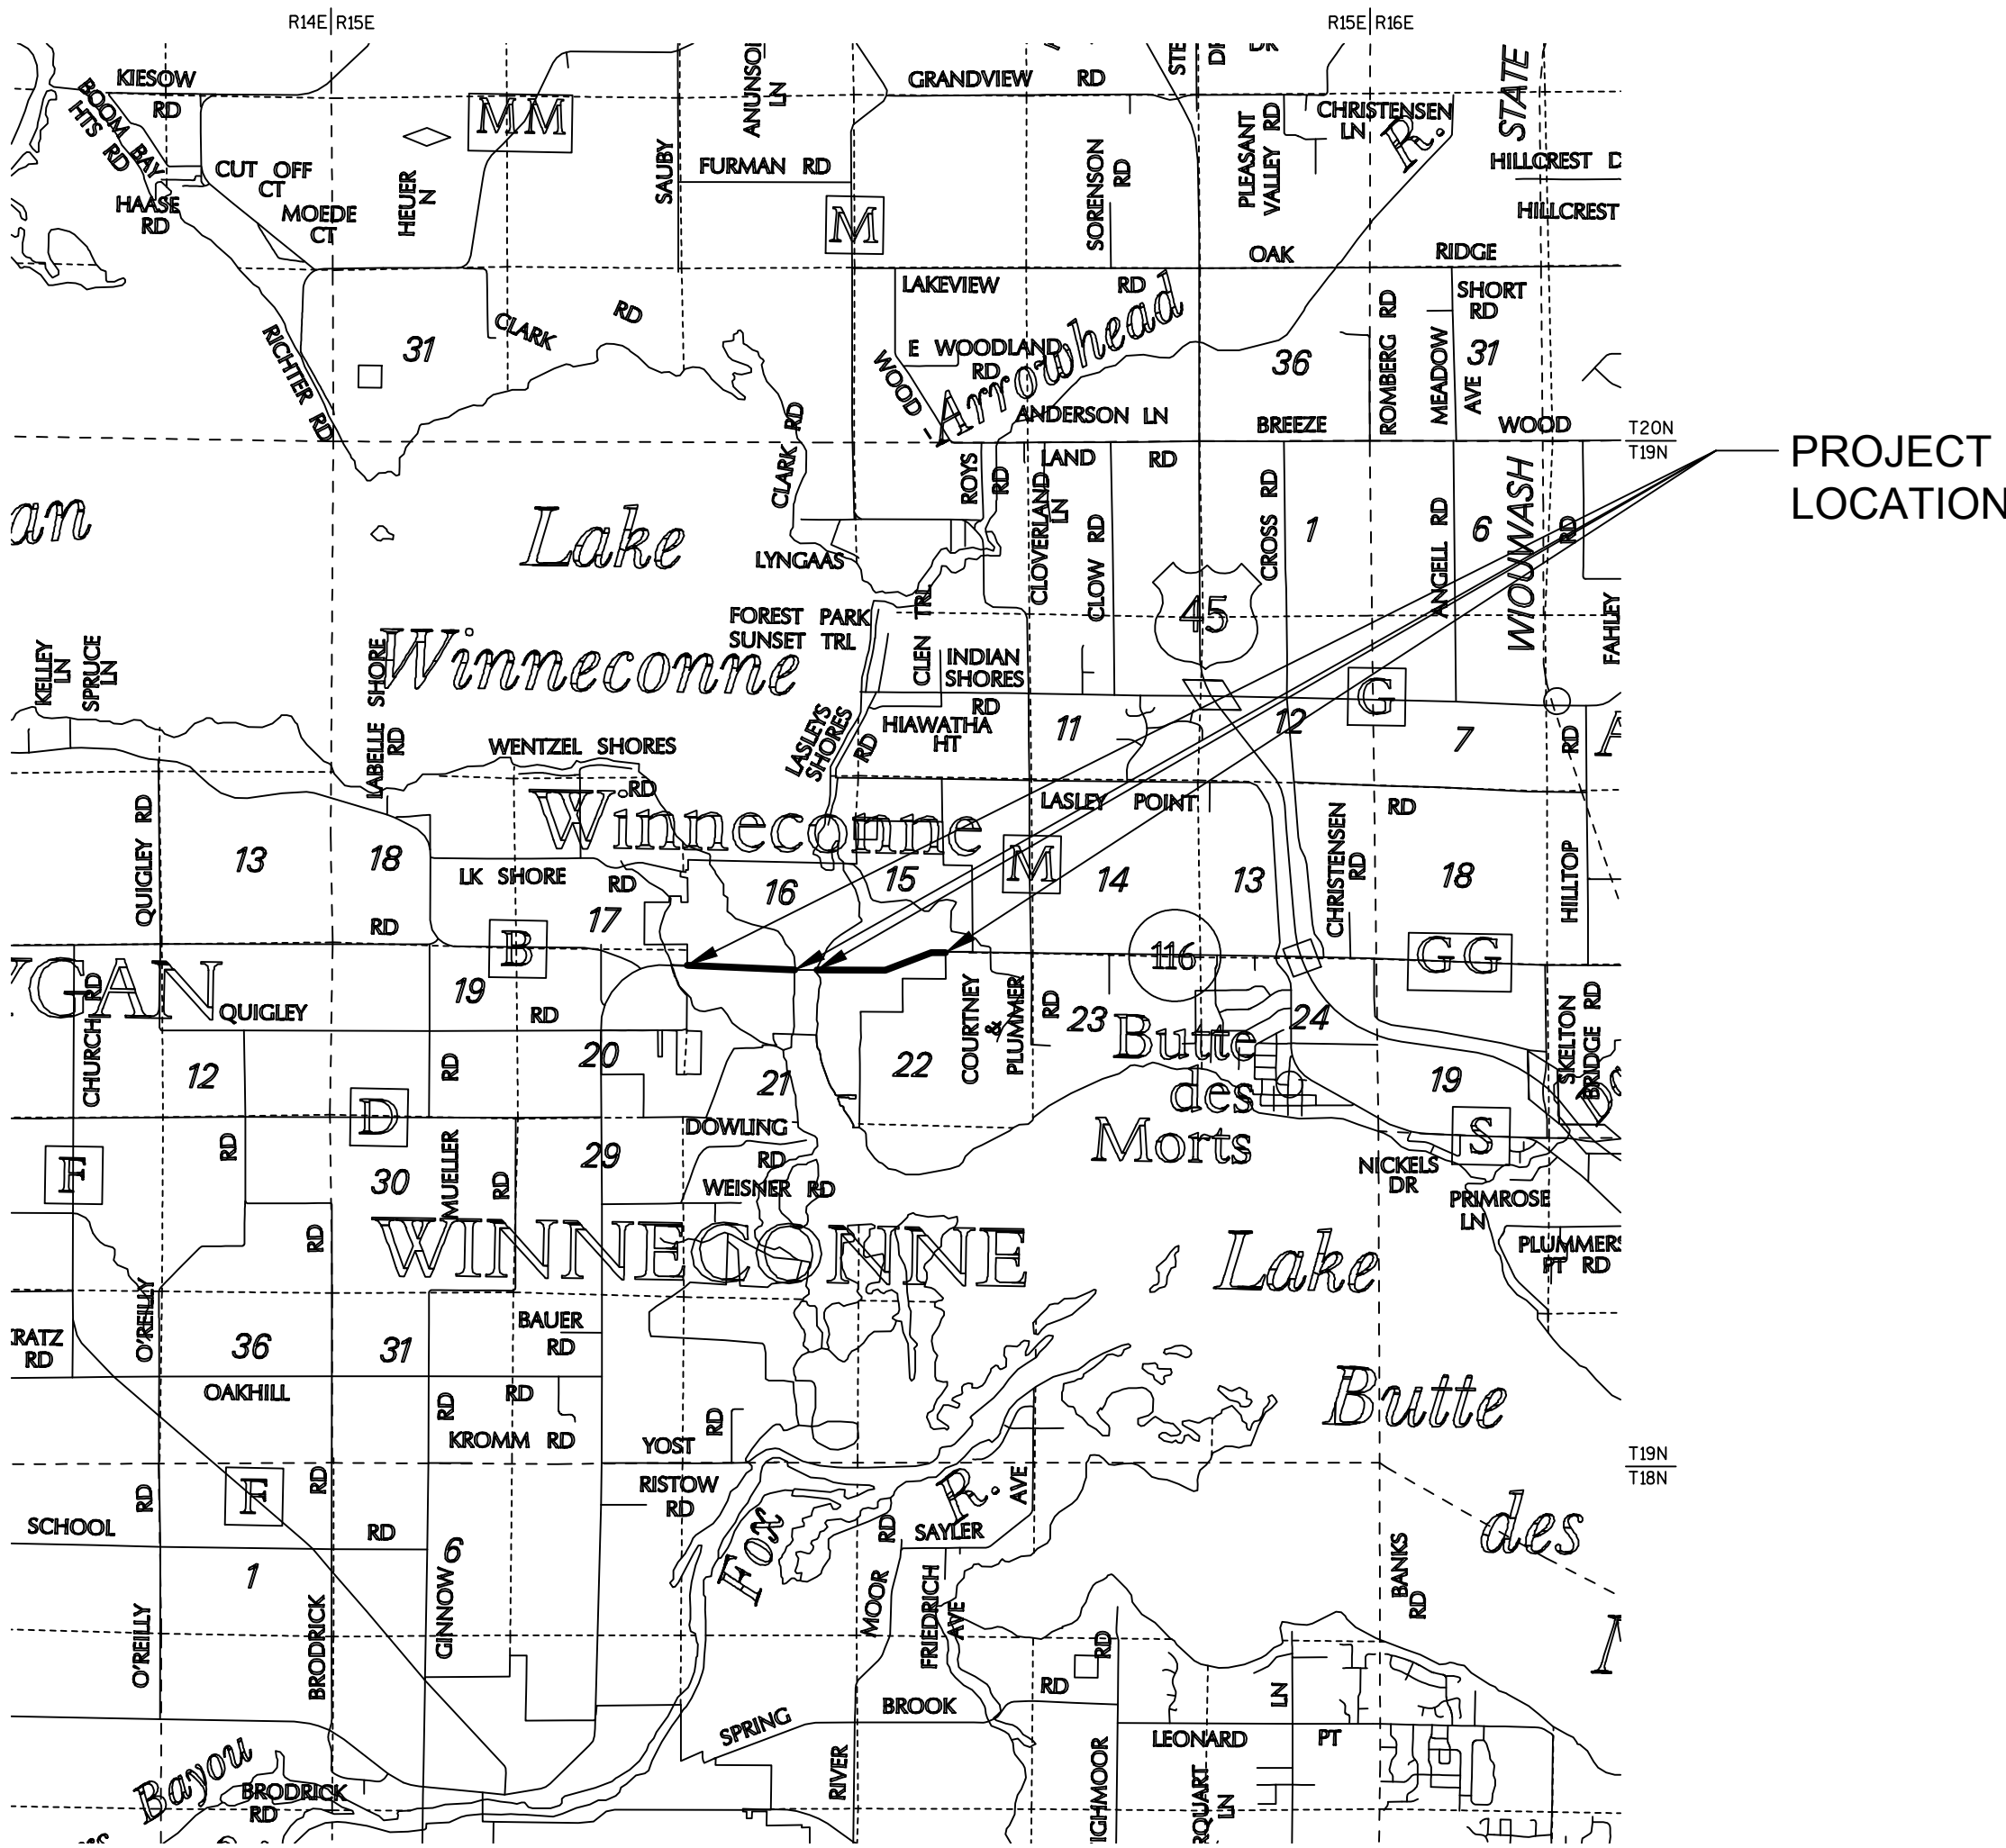 R14E R15E
R15E R16E
KIESOW
RD
BOOM BAY
HTS RD
MM
ANUNSO
LN
GRANDVIEW RD
STATE
PLEASANT
VALLEY RD
CHRISTENSEN
LN
R.
CUT OFF
CT
HAASE
RD
MOEDE
CT
HEUER
N
SAUBY
FURMAN RD
M
SORENSON
RD
HILLCREST
HILLCREST
OAK RIDGE
LAKEVIEW RD
SHORT
RD
RICHTER RD
31
CLARK RD
E WOODLAND
RD
WOOD
Arrowhead
36
ROMBERG RD
MEADOW
AVE
31
ANDERSON LN
BREEZE
WOOD
T20N
T19N
PROJECT
LOCATION
CLARK RD
ROYS
RD
LAND RD
CLOVERLAND
LN
CLOW RD
CROSS RD
1
ANGELL RD
6
WIOUWASH
RD
an
Lake
LYNGAAS
45
FAHLEY
FOREST PARK
SUNSET TRL
CLEN TRL
INDIAN
SHORES
RD
KELLEY
LN
SPRUCE
LN
LABELLE SHORE
RD
Winneconne
LASLEYS
SHORES
RD
HIAWATHA
HT
11
12
G
7
RD
WENTZEL SHORES
RD
QUIGLEY RD
Winneconne
LASLEY POINT
RD
13
18
LK SHORE RD
16
15
M
14
13
CHRISTENSEN
RD
18
HILLTOP
RD
17
B
116
GG
YGAN
CHURCH RD
QUIGLEY
19
RD
COURTNEY
&
PLUMMER
RD
23
24
Butte
des
Morts
SKELTON
BRIDGE RD
12
RD
20
21
22
19
D
DOWLING
RD
S
F
RD
30
MUELLER
RD
29
WEISNER RD
NICKELS
DR
PRIMROSE
LN
RD
WINNECONNE
Lake
PLUMMERS
PT RD
O'REILLY
RATZ
RD
36
31
BAUER
RD
OAKHILL
RD
RD
Butte
KROMM RD
YOST RD
T19N
T18N
RD
F
RD
RISTOW
RD
Fox
R.
AVE
SCHOOL
RD
RD
SAYLER
des
1
6
GINNOW
MOOR
FRIEDRICH
AVE
BANKS
RD
O'REILLY
BRODRICK
RD
RD
LN
SPRING
BROOK
LEONARD PT
RIVER
Bayou
BRODRICK
RD
IGHMOOR
RQUART
LN